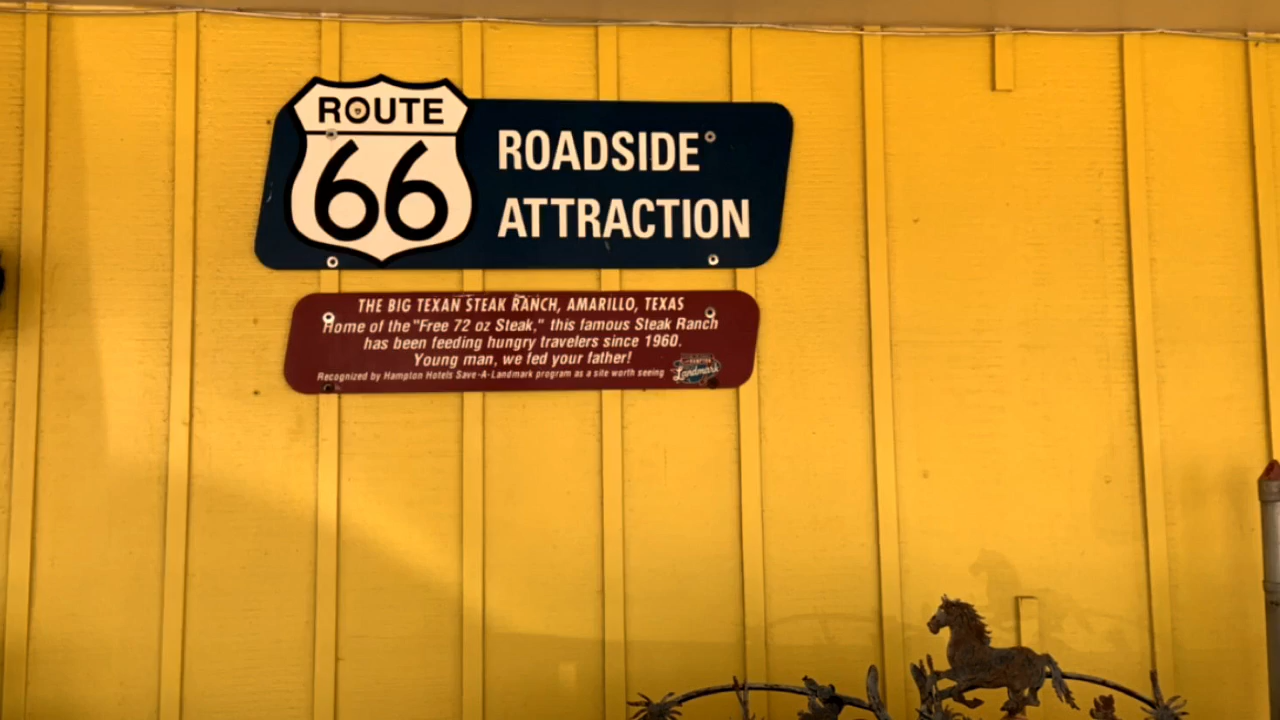 ROUTE
66
ROADSIDE
ATTRACTION
THE BIG TEXAN STEAK RANCH, AMARILLO, TEXAS
Home of the "Free 72 oz Steak," this famous Steak Ranch
has been feeding hungry travelers since 1960.
Young man, we fed your father!
Recognized by Hampton Hotels Save-A-Landmark program as a site worth seeing
Landmark